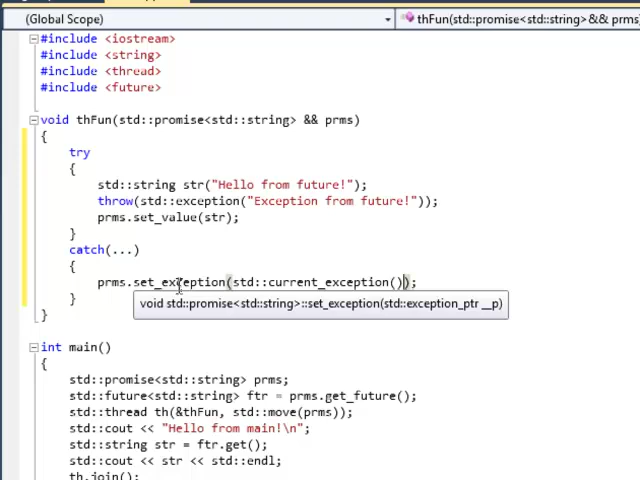 (Global Scope)
thFun(std::promise<std::string>&& prms)
#include <iostream>
#include <string>
#include <thread>
#include <future>
void thFun(std::promise<std::string> && prms)
{
try
{
std::string str("Hello from future!");
throw(std::exception("Exception from future!"));
prms.set_value(str);
}
catch(...)
{
prms.set_exception(std::current_exception());
}
void std::promise<std::string>::set_exception(std::exception_ptr __p)
}
int main()
{
std::promise<std::string> prms;
std::future<std::string> ftr = prms.get_future();
std::thread th(&thFun, std::move(prms));
std::cout << "Hello from main!\n";
std::string str = ftr.get();
std::cout << str << std::endl;
th.join();